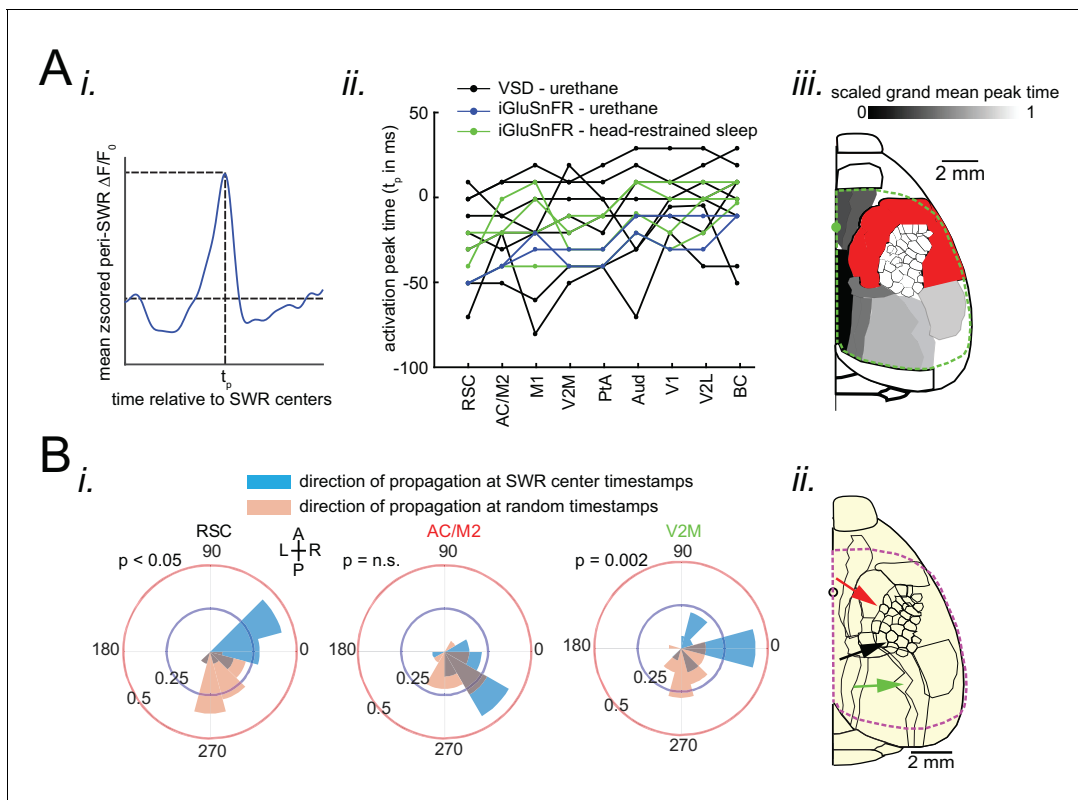 A
i.
mean zscored peri-SWR ΔF/F0
tp
time relative to SWR centers
ii.
VSD - urethane
iGluSnFR - urethane
iGluSnFR - head-restrained sleep
activation peak time (tp in ms)
50
0
-50
-100
RSC
AC/M2
M1
V2M
PtA
Aud
V1
V2L
BC
iii.
scaled grand mean peak time
0 1
2 mm
B
i.
direction of propagation at SWR center timestamps
direction of propagation at random timestamps
RSC
p < 0.05
90
A
L R
P
180
0
0.25
0.5
270
AC/M2
p = n.s.
90
180
0
0.25
0.5
270
V2M
p = 0.002
90
180
0
0.25
0.5
270
ii.
2 mm